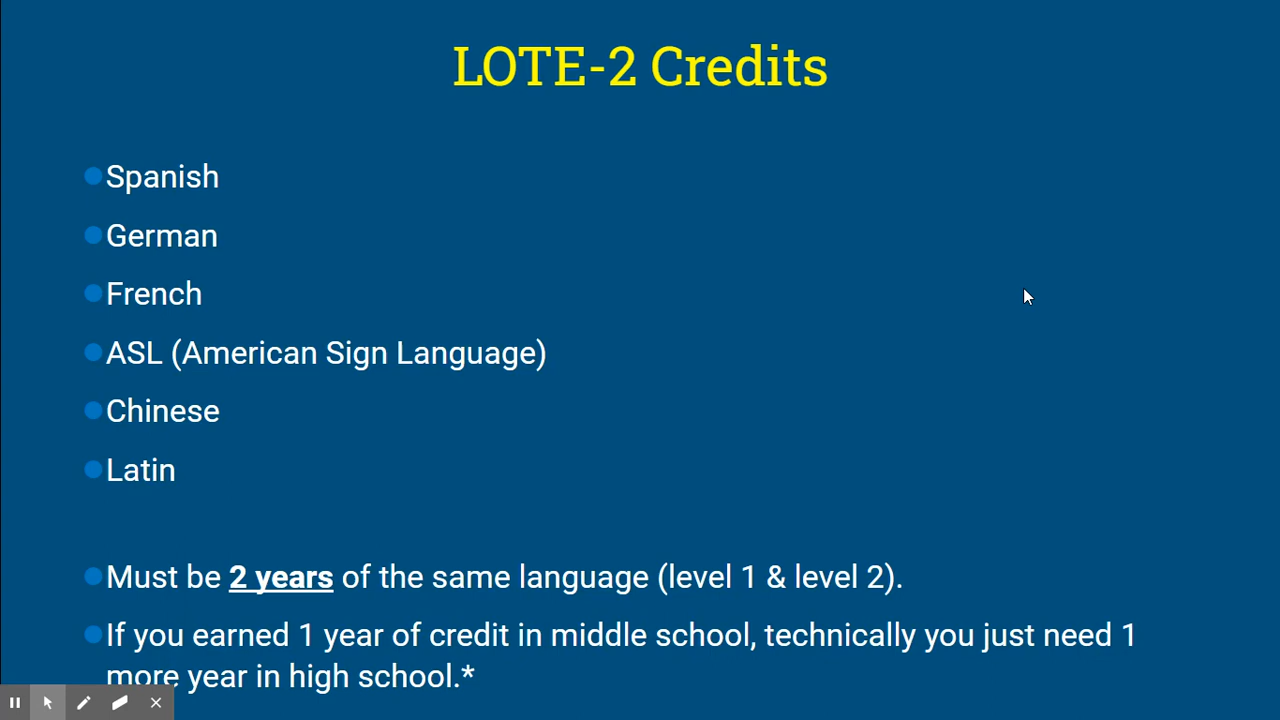 LOTE-2 Credits
Spanish
German
French
ASL (American Sign Language)
Chinese
Latin
Must be 2 years of the same language (level 1 & level 2).
If you earned 1 year of credit in middle school, technically you just need 1
more year in high school.*